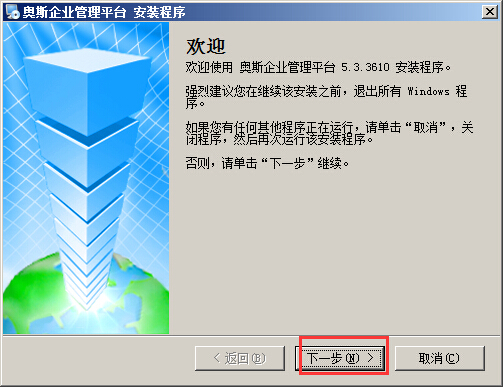 奥斯企业管理平台 安装程序
欢迎
欢迎使用 奥斯企业管理平台 5.3.3610 安装程序。
强烈建议您在继续该安装之前，退出所有 Windows 程
序。
如果您有任何其他程序正在运行，请单击“取消”，关
闭程序，然后再次运行该安装程序。
否则，请单击“下一步”继续。
< 返回(B)
下一步(N) >
取消(C)